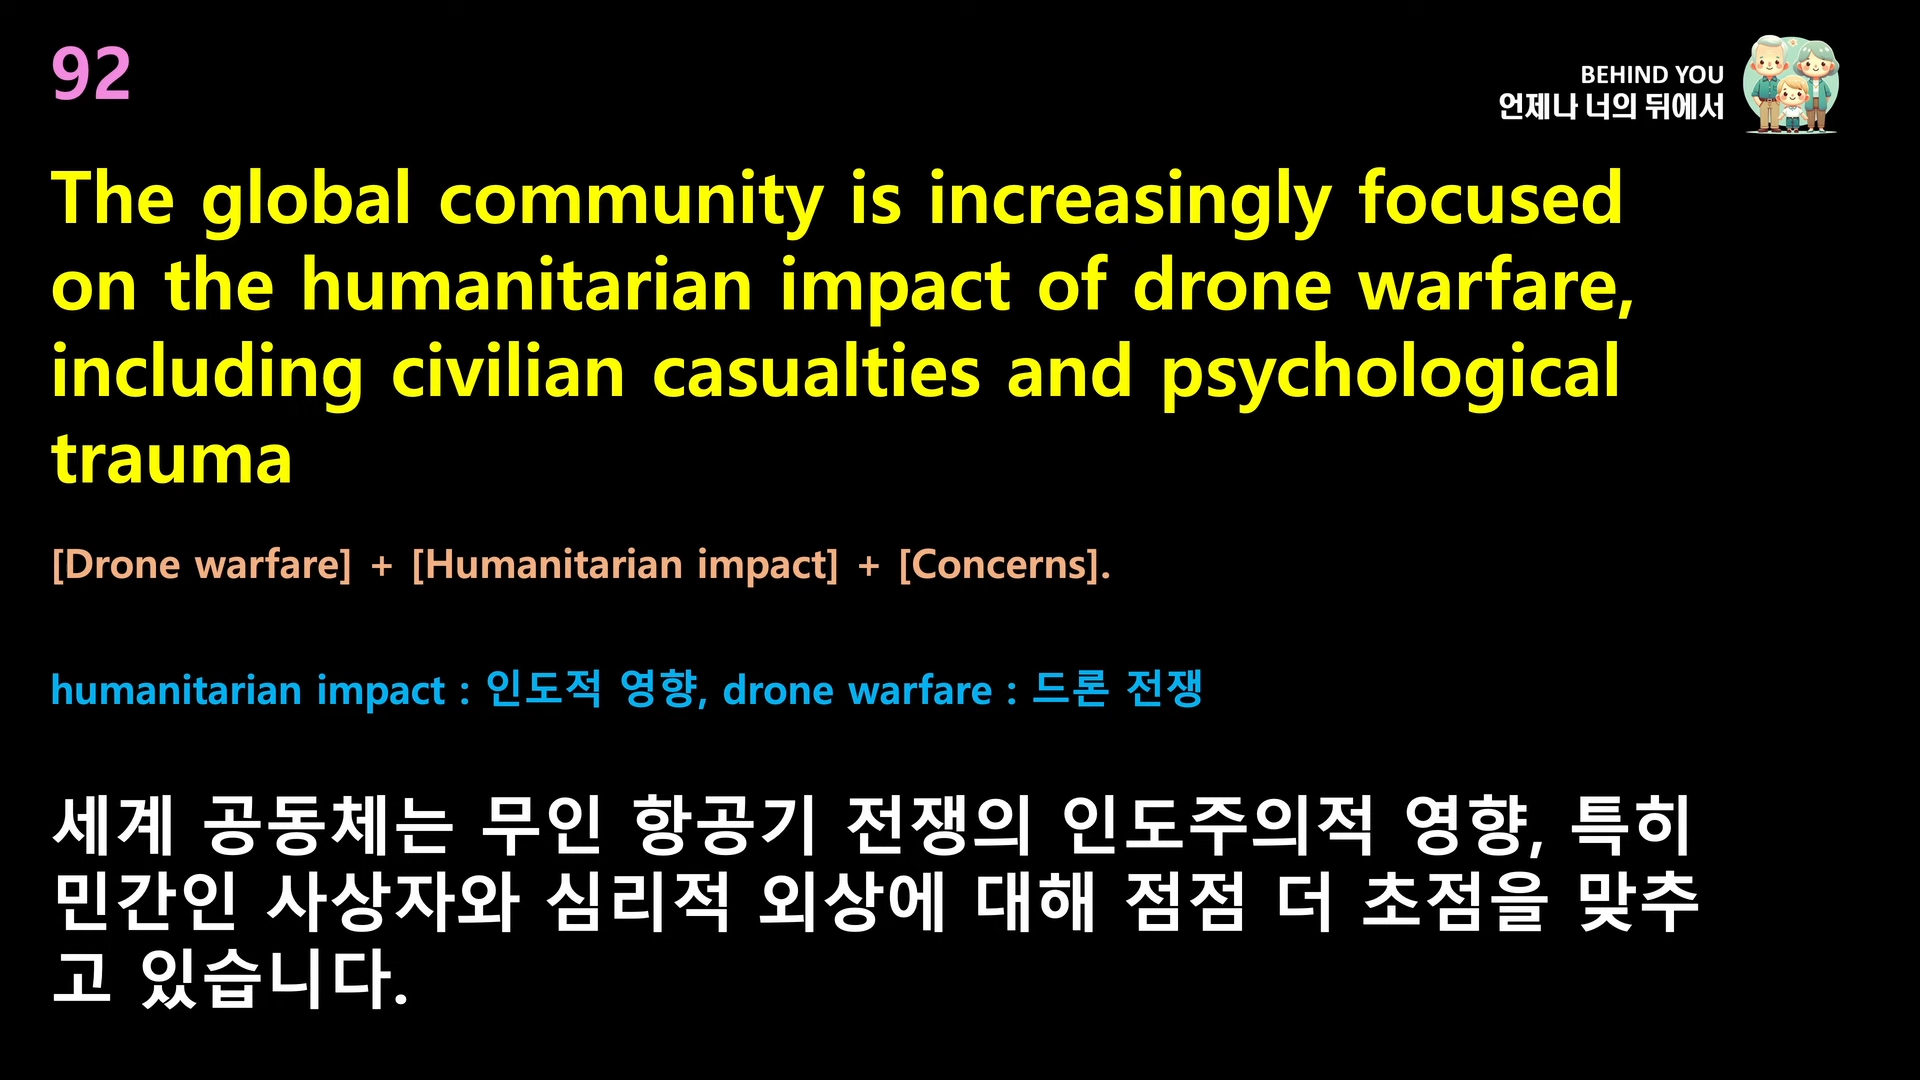 92
BEHIND YOU
언제나 너의 뒤에서
The global community is increasingly focused
on the humanitarian impact of drone warfare,
including civilian casualties and psychological
trauma
[Drone warfare] + [Humanitarian impact] + [Concerns].
humanitarian impact : 인도적 영향, drone warfare : 드론 전쟁
세계 공동체는 무인 항공기 전쟁의 인도주의적 영향, 특히
민간인 사상자와 심리적 외상에 대해 점점 더 초점을 맞추
고 있습니다.